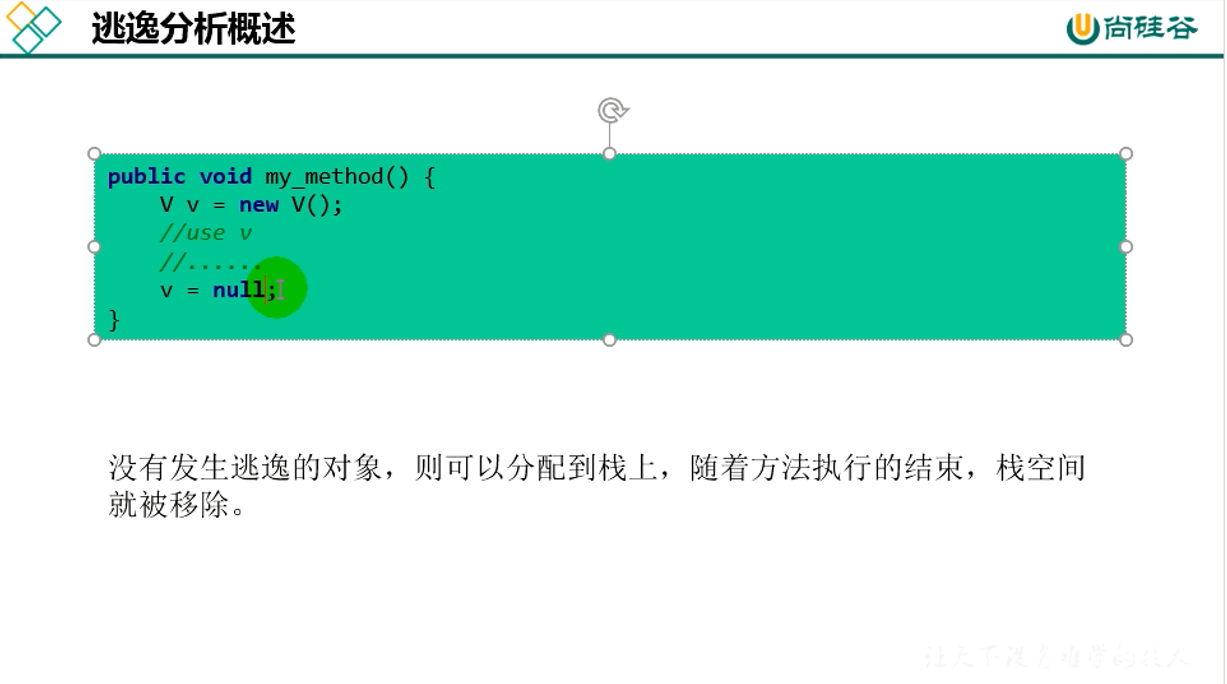 逃逸分析概述
尚硅谷
public void my_method() {
V v = new V();
//use v
//......
v = null;
}
没有发生逃逸的对象，则可以分配到栈上，随着方法执行的结束，栈空间
就被移除。
让天下没有难学的技术